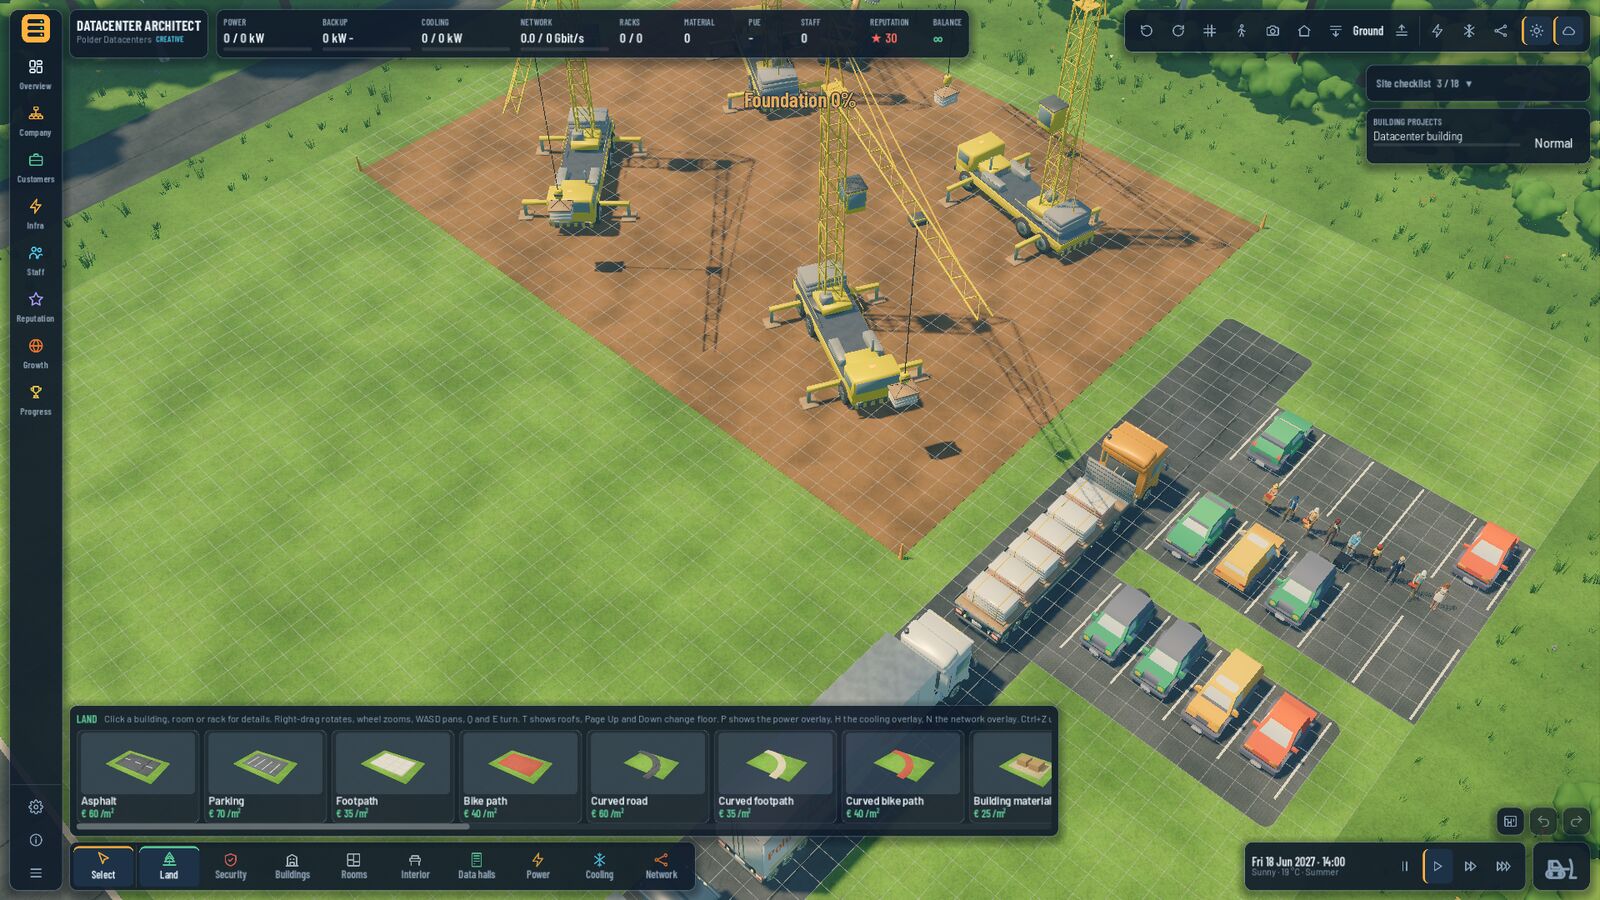 DATACENTER ARCHITECT
Polder Datacenters CREATIVE
POWER
0 / 0 kW
BACKUP
0 kW -
COOLING
0 / 0 kW
NETWORK
0.0 / 0 Gbit/s
RACKS
0 / 0
MATERIAL
0
PUE
-
STAFF
0
REPUTATION
★ 30
BALANCE
∞
Ground
Overview
Company
Customers
Infra
Staff
Reputation
Growth
Progress
Site checklist 3 / 18 ▾
BUILDING PROJECTS
Datacenter building
Normal
Foundation 0%
LAND Click a building, room or rack for details. Right-drag rotates, wheel zooms, WASD pans, Q and E turn. T shows roofs, Page Up and Down change floor. P shows the power overlay, H the cooling overlay, N the network overlay. Ctrl+Z
Asphalt
€ 60 /m²
Parking
€ 70 /m²
Footpath
€ 35 /m²
Bike path
€ 40 /m²
Curved road
€ 60 /m²
Curved footpath
€ 35 /m²
Curved bike path
€ 40 /m²
Building material
€ 25 /m²
Select
Land
Security
Buildings
Rooms
Interior
Data halls
Power
Cooling
Network
Fri 18 Jun 2027 · 14:00
Sunny · 19°C · Summer